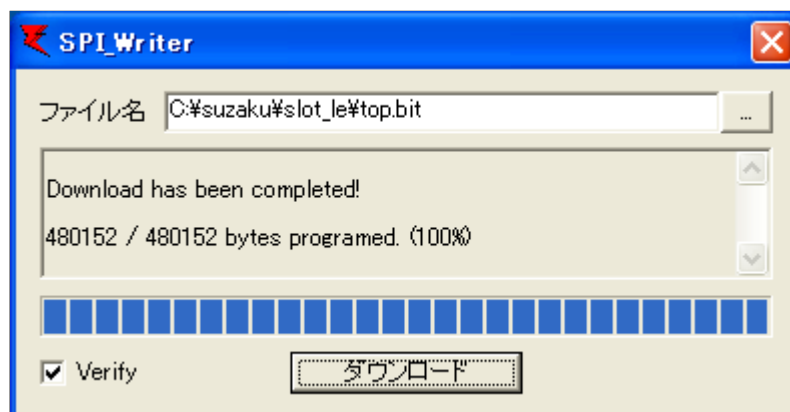 SPI_Writer
ファイル名 C:¥suzaku¥slot_le¥top.bit ...
Download has been completed!
480152 / 480152 bytes programed. (100%)
Verify ダウンロード